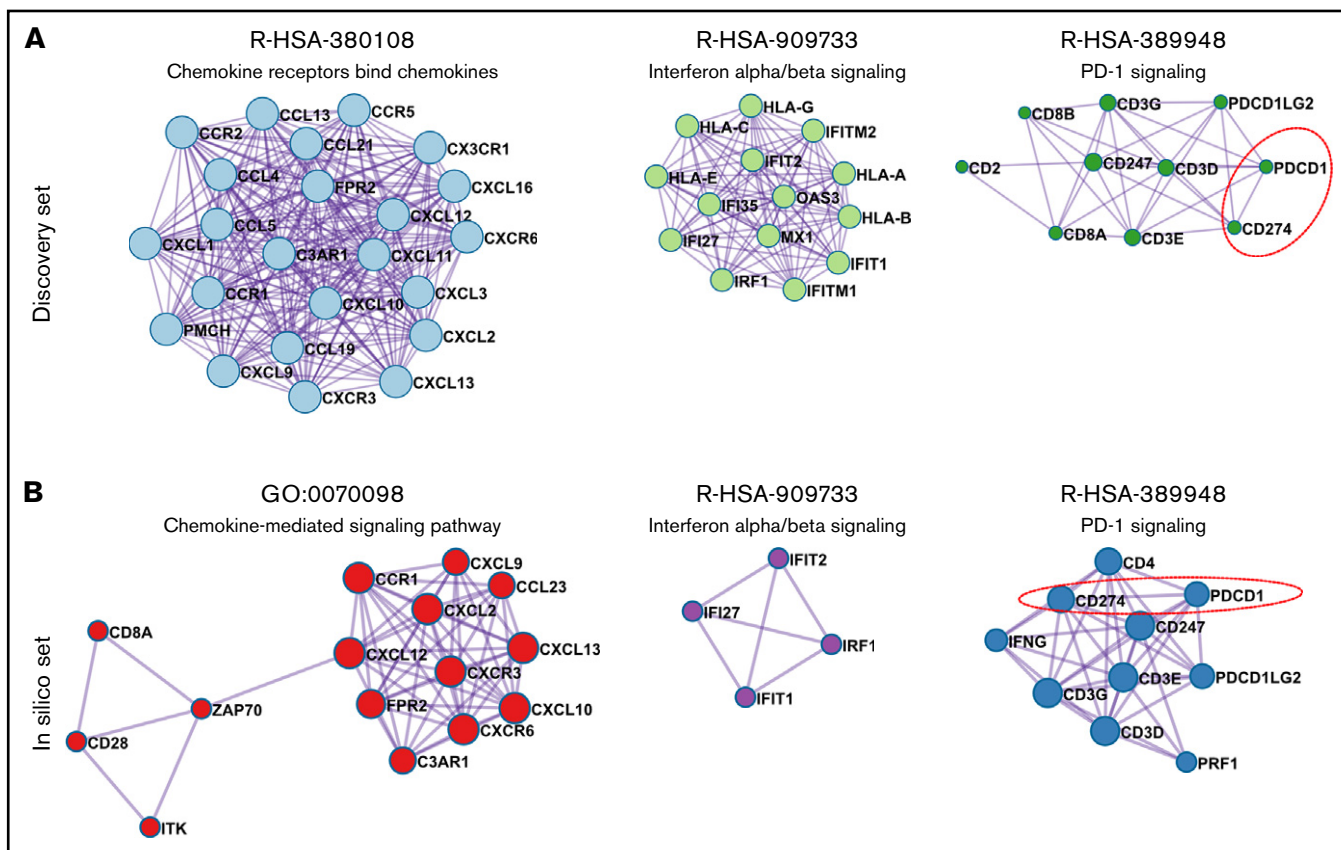 A
R-HSA-380108
Chemokine receptors bind chemokines
R-HSA-909733
Interferon alpha/beta signaling
R-HSA-389948
PD-1 signaling
Discovery set
CCL13
CCR5
CCR2
CCL21
CX3CR1
CCL4
FPR2
CXCL16
CXCL12
CCL5
CXCR6
CXCL1
C3AR1
CXCL11
CCR1
CXCL10
CXCL3
PMCH
CCL19
CXCL2
CXCL9
CXCL13
CXCR3
HLA-G
HLA-C
IFITM2
IFIT2
HLA-E
HLA-A
IFI35
OAS3
HLA-B
IFI27
MX1
IFIT1
IRF1
IFITM1
CD3G
PDCD1LG2
CD8B
CD2
CD247
CD3D
PDCD1
CD8A
CD3E
CD274
B
GO:0070098
Chemokine-mediated signaling pathway
R-HSA-909733
Interferon alpha/beta signaling
R-HSA-389948
PD-1 signaling
In silico set
CXCL9
CCR1
CCL23
CXCL2
CD8A
CXCL12
CXCL13
CXCR3
ZAP70
FPR2
CXCL10
CD28
CXCR6
C3AR1
ITK
IFIT2
IFI27
IRF1
IFIT1
CD4
CD274
PDCD1
CD247
IFNG
CD3E
PDCD1LG2
CD3G
CD3D
PRF1